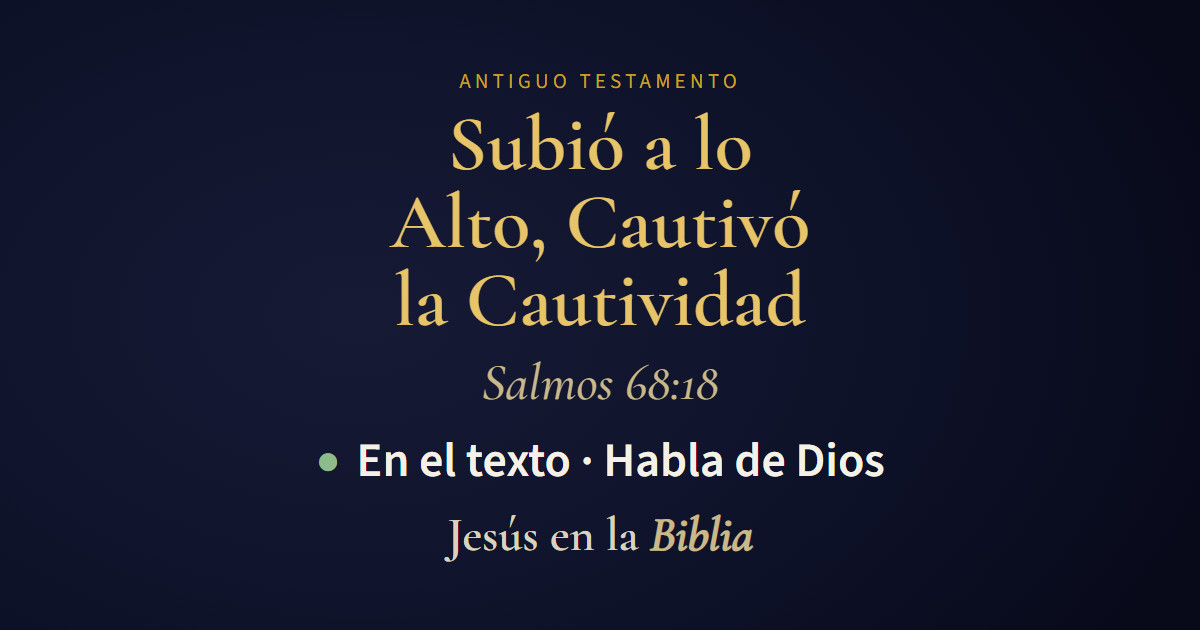 ANTIGUO TESTAMENTO
Subió a lo
Alto, Cautivó
la Cautividad
Salmos 68:18
En el texto · Habla de Dios
Jesús en la Biblia